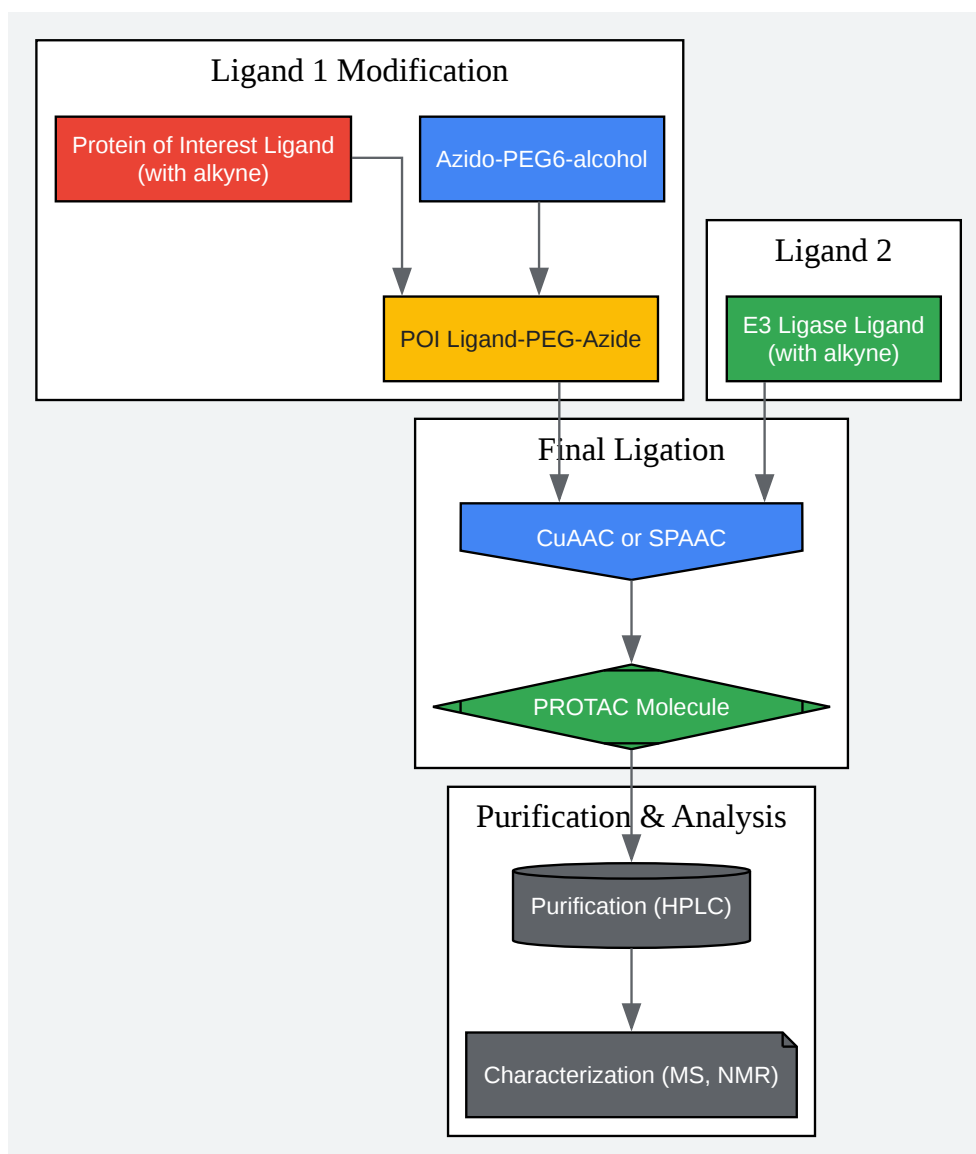 Ligand 1 Modification
Protein of Interest Ligand
(with alkyne)
Azido-PEG6-alcohol
POI Ligand-PEG-Azide
Ligand 2
E3 Ligase Ligand
(with alkyne)
Final Ligation
CuAAC or SPAAC
PROTAC Molecule
Purification & Analysis
Purification (HPLC)
Characterization (MS, NMR)